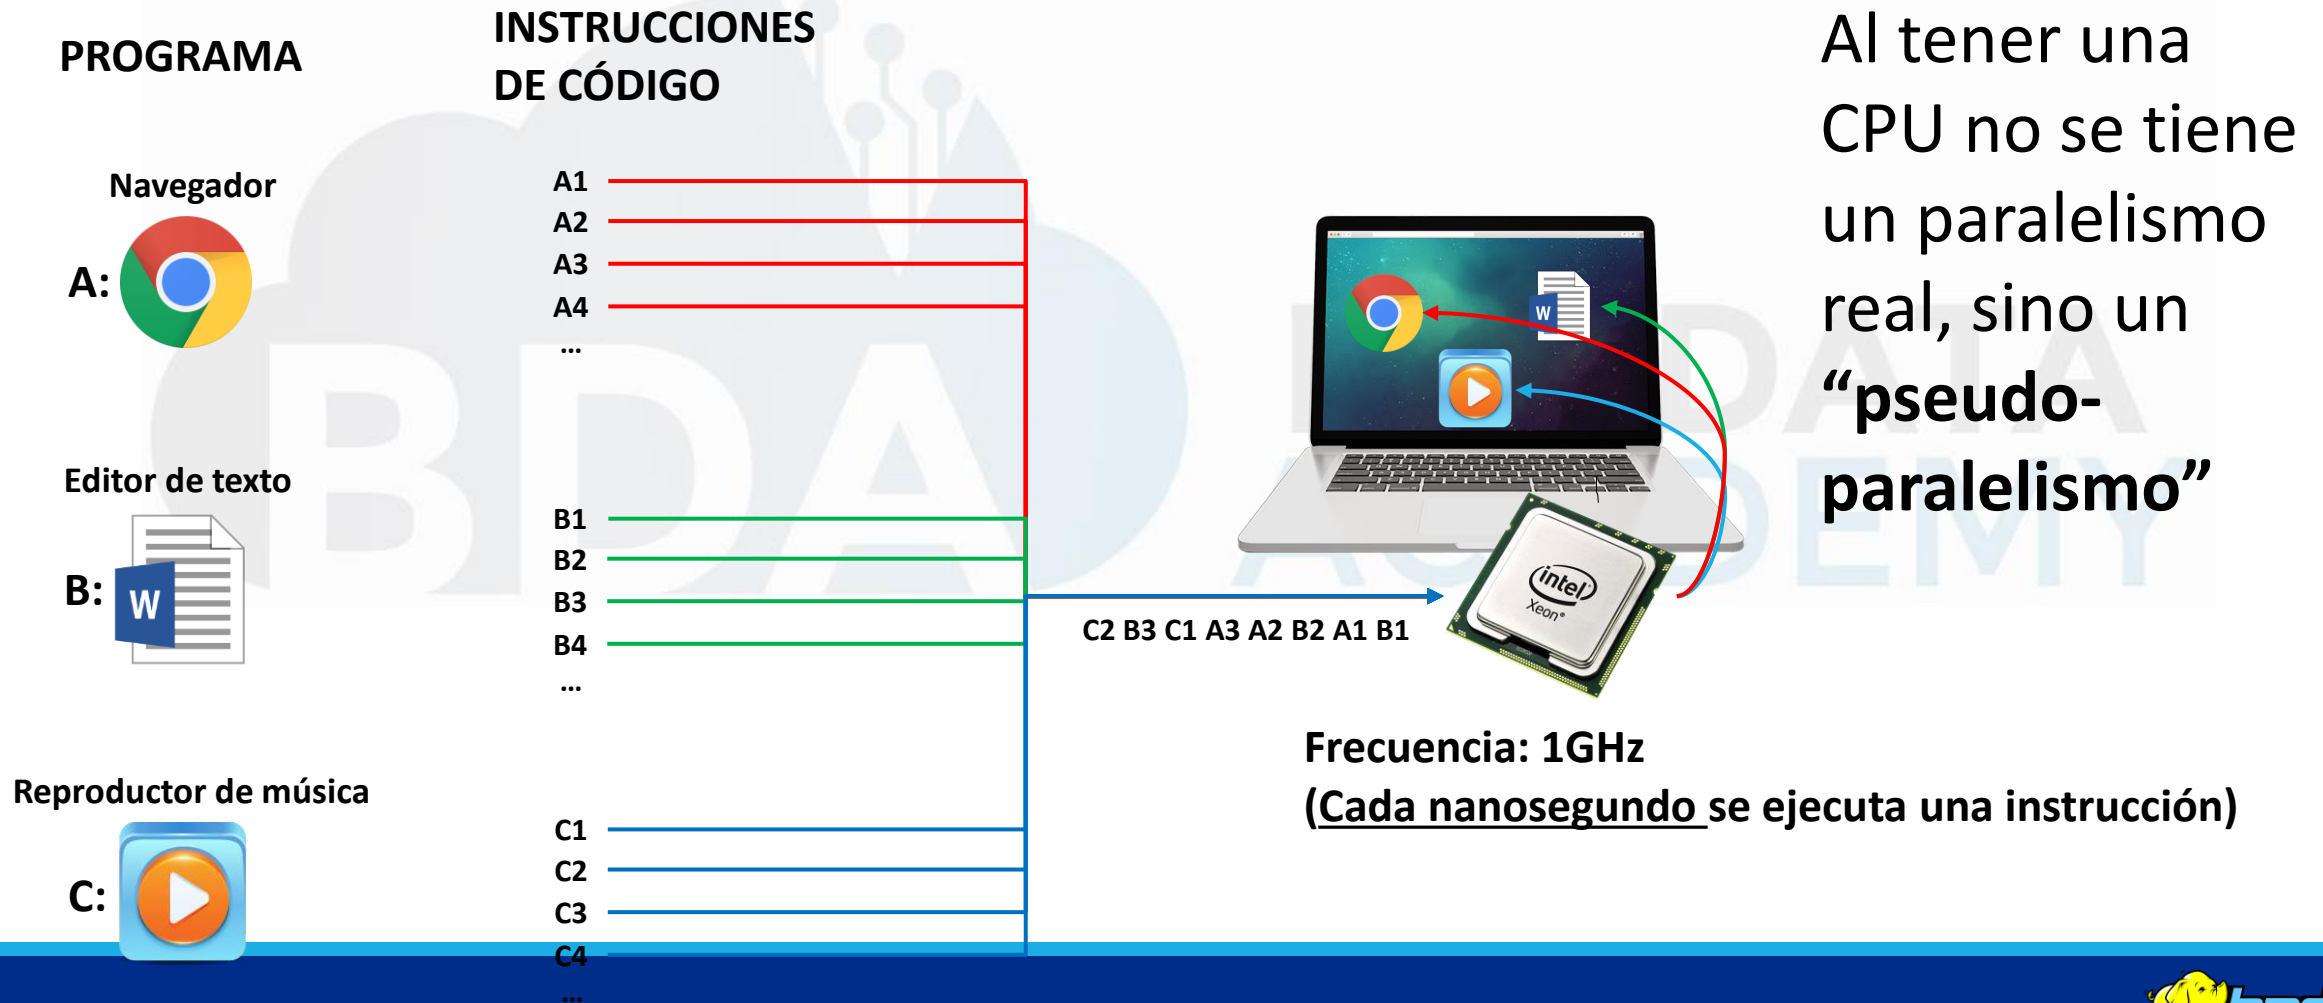 PROGRAMA
INSTRUCCIONES
DE CÓDIGO
Navegador
A:
A1
A2
A3
A4
...
Editor de texto
B:
W
B1
B2
B3
B4
...
Reproductor de música
C:
C1
C2
C3
C4
...
C2 B3 C1 A3 A2 B2 A1 B1
W
intel
Xeon®
Frecuencia: 1GHz
(Cada nanosegundo se ejecuta una instrucción)
Al tener una
CPU no se tiene
un paralelismo
real, sino un
“pseudo-
paralelismo”
BDA
DATA